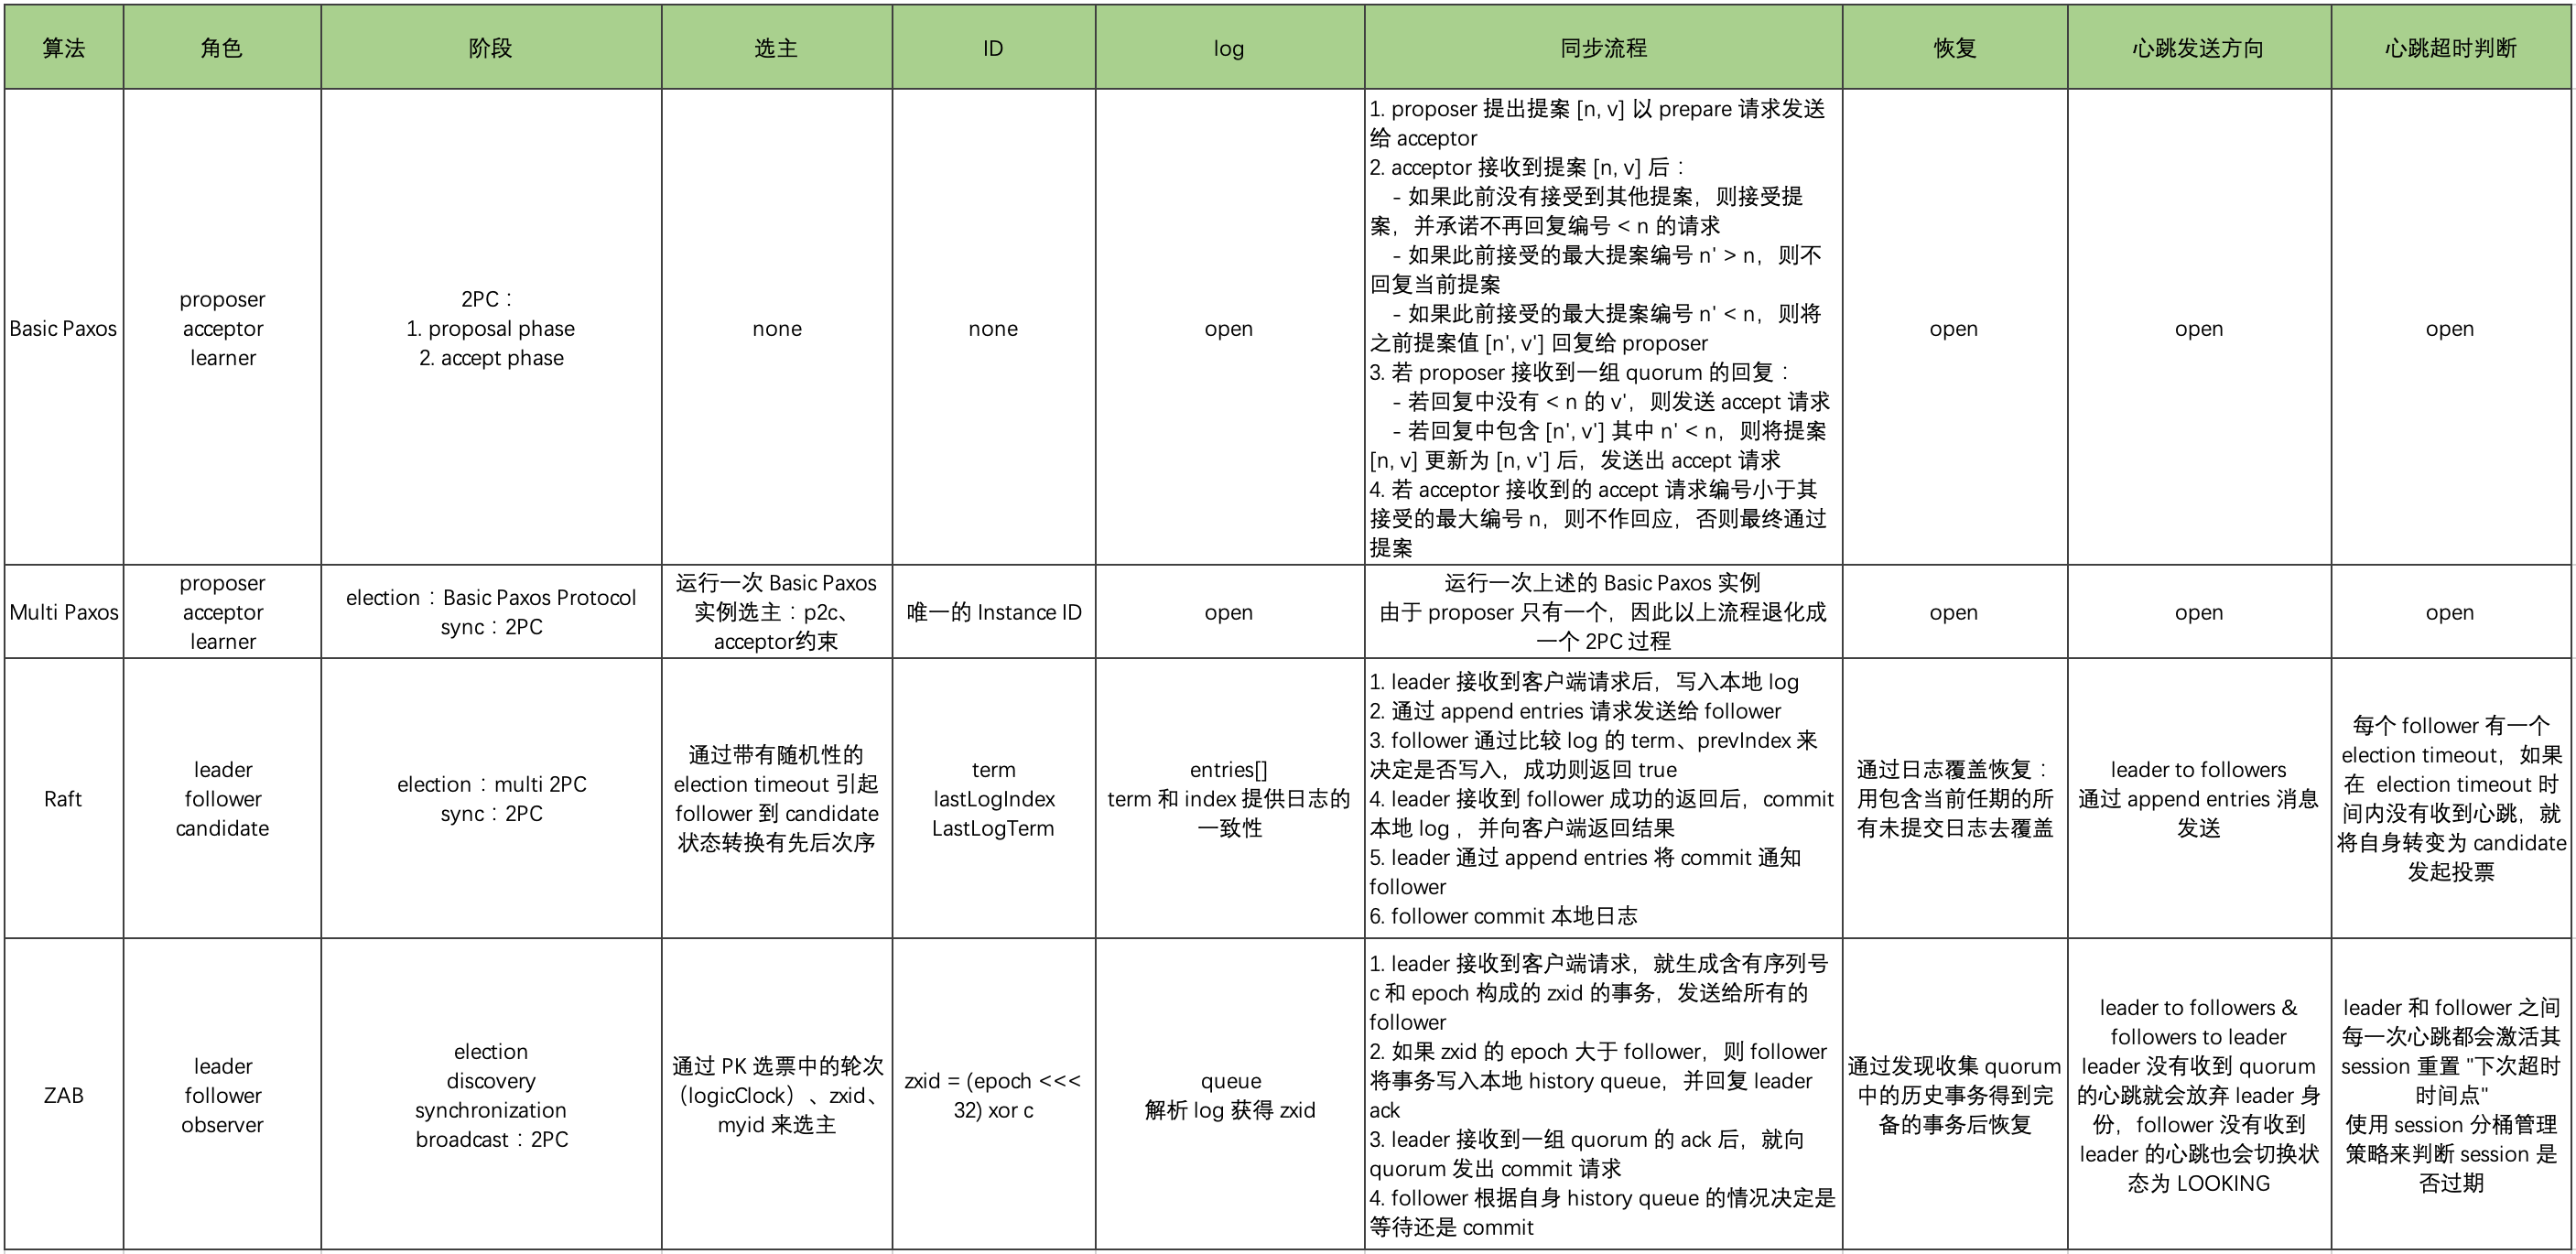 算法
角色
阶段
选主
ID
log
同步流程
恢复
心跳发送方向
心跳超时判断
Basic Paxos
proposer
acceptor
learner
2PC：
1. proposal phase
2. accept phase
none
none
open
1. proposer 提出提案 [n, v] 以 prepare 请求发送
给 acceptor
2. acceptor 接收到提案 [n, v] 后：
- 如果此前没有接受到其他提案，则接受提
案，并承诺不再回复编号 < n 的请求
- 如果此前接受的最大提案编号 n' > n，则不
回复当前提案
- 如果此前接受的最大提案编号 n' < n，则将
之前提案值 [n', v'] 回复给 proposer
3. 若 proposer 接收到一组 quorum 的回复：
- 若回复中没有 < n 的 v'，则发送 accept 请求
- 若回复中包含 [n', v'] 其中 n' < n，则将提案
[n, v] 更新为 [n, v'] 后，发送出 accept 请求
4. 若 acceptor 接收到的 accept 请求编号小于其
接受的最大编号 n，则不作回应，否则最终通过
提案
open
open
open
Multi Paxos
proposer
acceptor
learner
election：Basic Paxos Protocol
sync：2PC
运行一次 Basic Paxos
实例选主：p2c、
acceptor约束
唯一的 Instance ID
open
运行一次上述的 Basic Paxos 实例
由于 proposer 只有一个，因此以上流程退化成
一个 2PC 过程
open
open
open
Raft
leader
follower
candidate
election：multi 2PC
sync：2PC
通过带有随机性的
election timeout 引起
follower 到 candidate
状态转换有先后次序
term
lastLogIndex
LastLogTerm
entries[]
term 和 index 提供日志的
一致性
1. leader 接收到客户端请求后，写入本地 log
2. 通过 append entries 请求发送给 follower
3. follower 通过比较 log 的 term、prevIndex 来
决定是否写入，成功则返回 true
4. leader 接收到 follower 成功的返回后，commit
本地 log ，并向客户端返回结果
5. leader 通过 append entries 将 commit 通知
follower
6. follower commit 本地日志
通过日志覆盖恢复：
用包含当前任期的所
有未提交日志去覆盖
leader to followers
通过 append entries 消息
发送
每个 follower 有一个
election timeout，如果
在 election timeout 时
间内没有收到心跳，就
将自身转变为 candidate
发起投票
ZAB
leader
follower
observer
election
discovery
synchronization
broadcast：2PC
通过 PK 选票中的轮次
（logicClock）、zxid、
myid 来选主
zxid = (epoch <<<
32) xor c
queue
解析 log 获得 zxid
1. leader 接收到客户端请求，就生成含有序列号
c 和 epoch 构成的 zxid 的事务，发送给所有的
follower
2. 如果 zxid 的 epoch 大于 follower，则 follower
将事务写入本地 history queue，并回复 leader
ack
3. leader 接收到一组 quorum 的 ack 后，就向
quorum 发出 commit 请求
4. follower 根据自身 history queue 的情况决定是
等待还是 commit
通过发现收集 quorum
中的历史事务得到完
备的事务后恢复
leader to followers &
followers to leader
leader 没有收到 quorum
的心跳就会放弃 leader 身
份，follower 没有收到
leader 的心跳也会切换状
态为 LOOKING
leader 和 follower 之间
每一次心跳都会激活其
session 重置 "下次超时
时间点"
使用 session 分桶管理
策略来判断 session 是
否过期